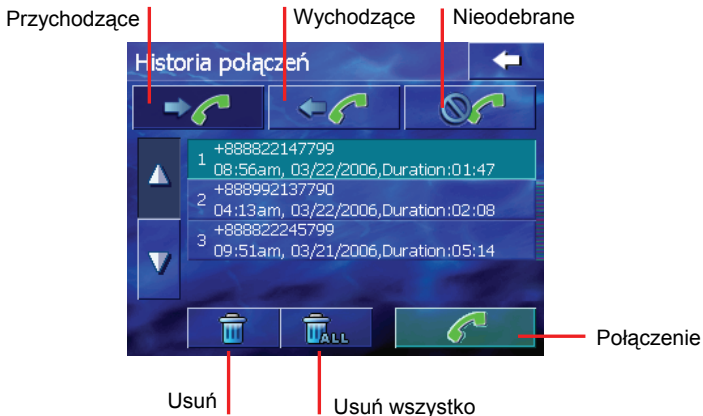 Przychodzące
Wychodzące
Nieodebrane
Historia połączeń
1 +888822147799
08:56am, 03/22/2006,Duration:01:47
2 +888992137790
04:13am, 03/22/2006,Duration:02:08
3 +888822245799
09:51am, 03/21/2006,Duration:05:14
ALL
Połączenie
Usuń
Usuń wszystko